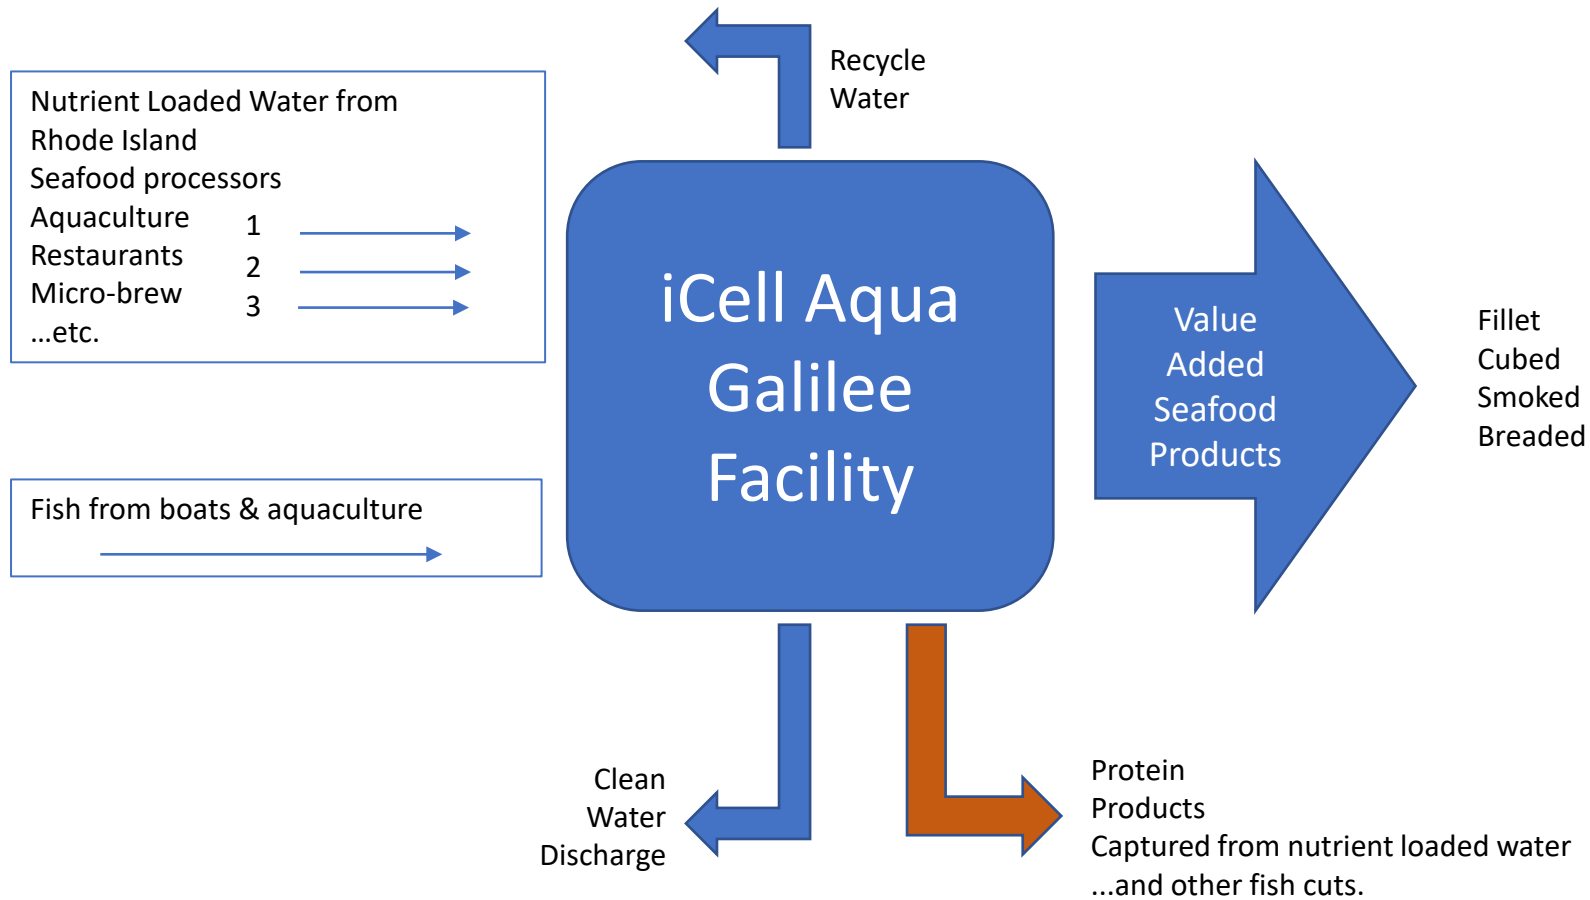 Recycle
Water
Nutrient Loaded Water from
Rhode Island
Seafood processors
Aquaculture 1
Restaurants 2
Micro-brew 3
...etc.
iCell Aqua
Galilee
Facility
Value
Added
Seafood
Products
Fillet
Cubed
Smoked
Breaded
Fish from boats & aquaculture
Clean
Water
Discharge
Protein
Products
Captured from nutrient loaded water
...and other fish cuts.